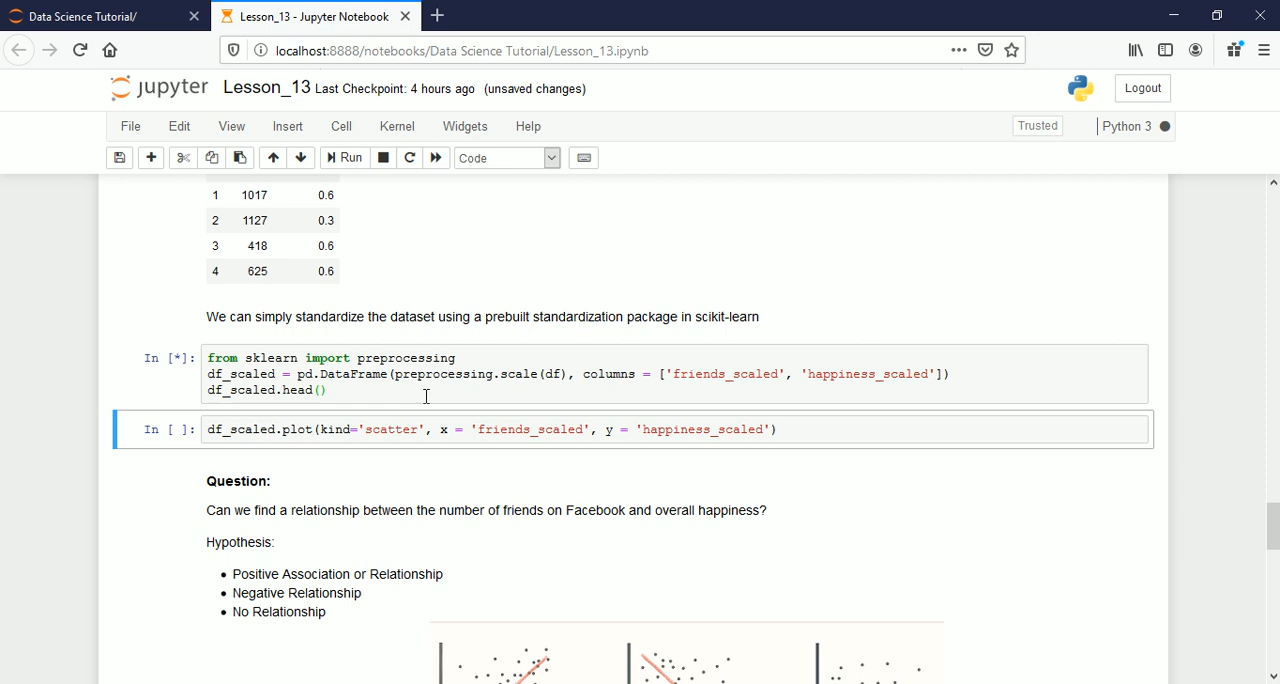 Data Science Tutorial/
Lesson_13 - Jupyter Notebook
localhost:8888/notebooks/Data Science Tutorial/Lesson_13.ipynb
jupyter Lesson_13 Last Checkpoint: 4 hours ago (unsaved changes)
Logout
File Edit View Insert Cell Kernel Widgets Help
Trusted
Python 3
Run
Code
1 1017 0.6
2 1127 0.3
3 418 0.6
4 625 0.6
We can simply standardize the dataset using a prebuilt standardization package in scikit-learn
In [*]: from sklearn import preprocessing
df_scaled = pd.DataFrame(preprocessing.scale(df), columns = ['friends_scaled', 'happiness_scaled'])
df_scaled.head()
In [ ]: df_scaled.plot(kind='scatter', x = 'friends_scaled', y = 'happiness_scaled')
Question:
Can we find a relationship between the number of friends on Facebook and overall happiness?
Hypothesis:
• Positive Association or Relationship
• Negative Relationship
• No Relationship